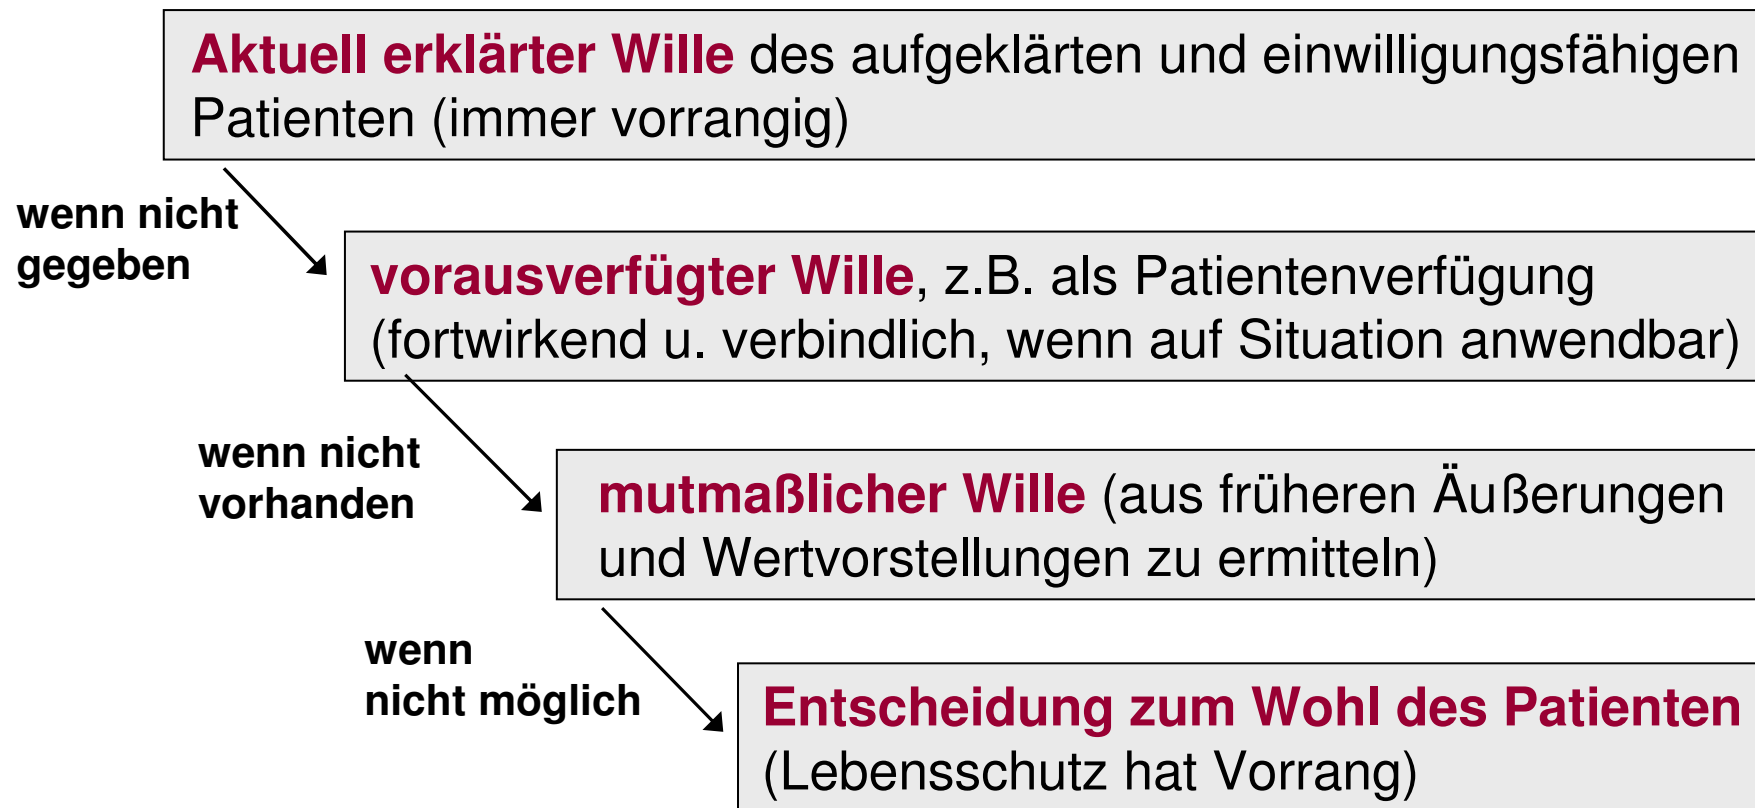 Aktuell erklärter Wille des aufgeklärten und einwilligungsfähigen
Patienten (immer vorrangig)
wenn nicht
gegeben
vorausverfügter Wille, z.B. als Patientenverfügung
(fortwirkend u. verbindlich, wenn auf Situation anwendbar)
wenn nicht
vorhanden
mutmaßlicher Wille (aus früheren Äußerungen
und Wertvorstellungen zu ermitteln)
wenn
nicht möglich
Entscheidung zum Wohl des Patienten
(Lebensschutz hat Vorrang)